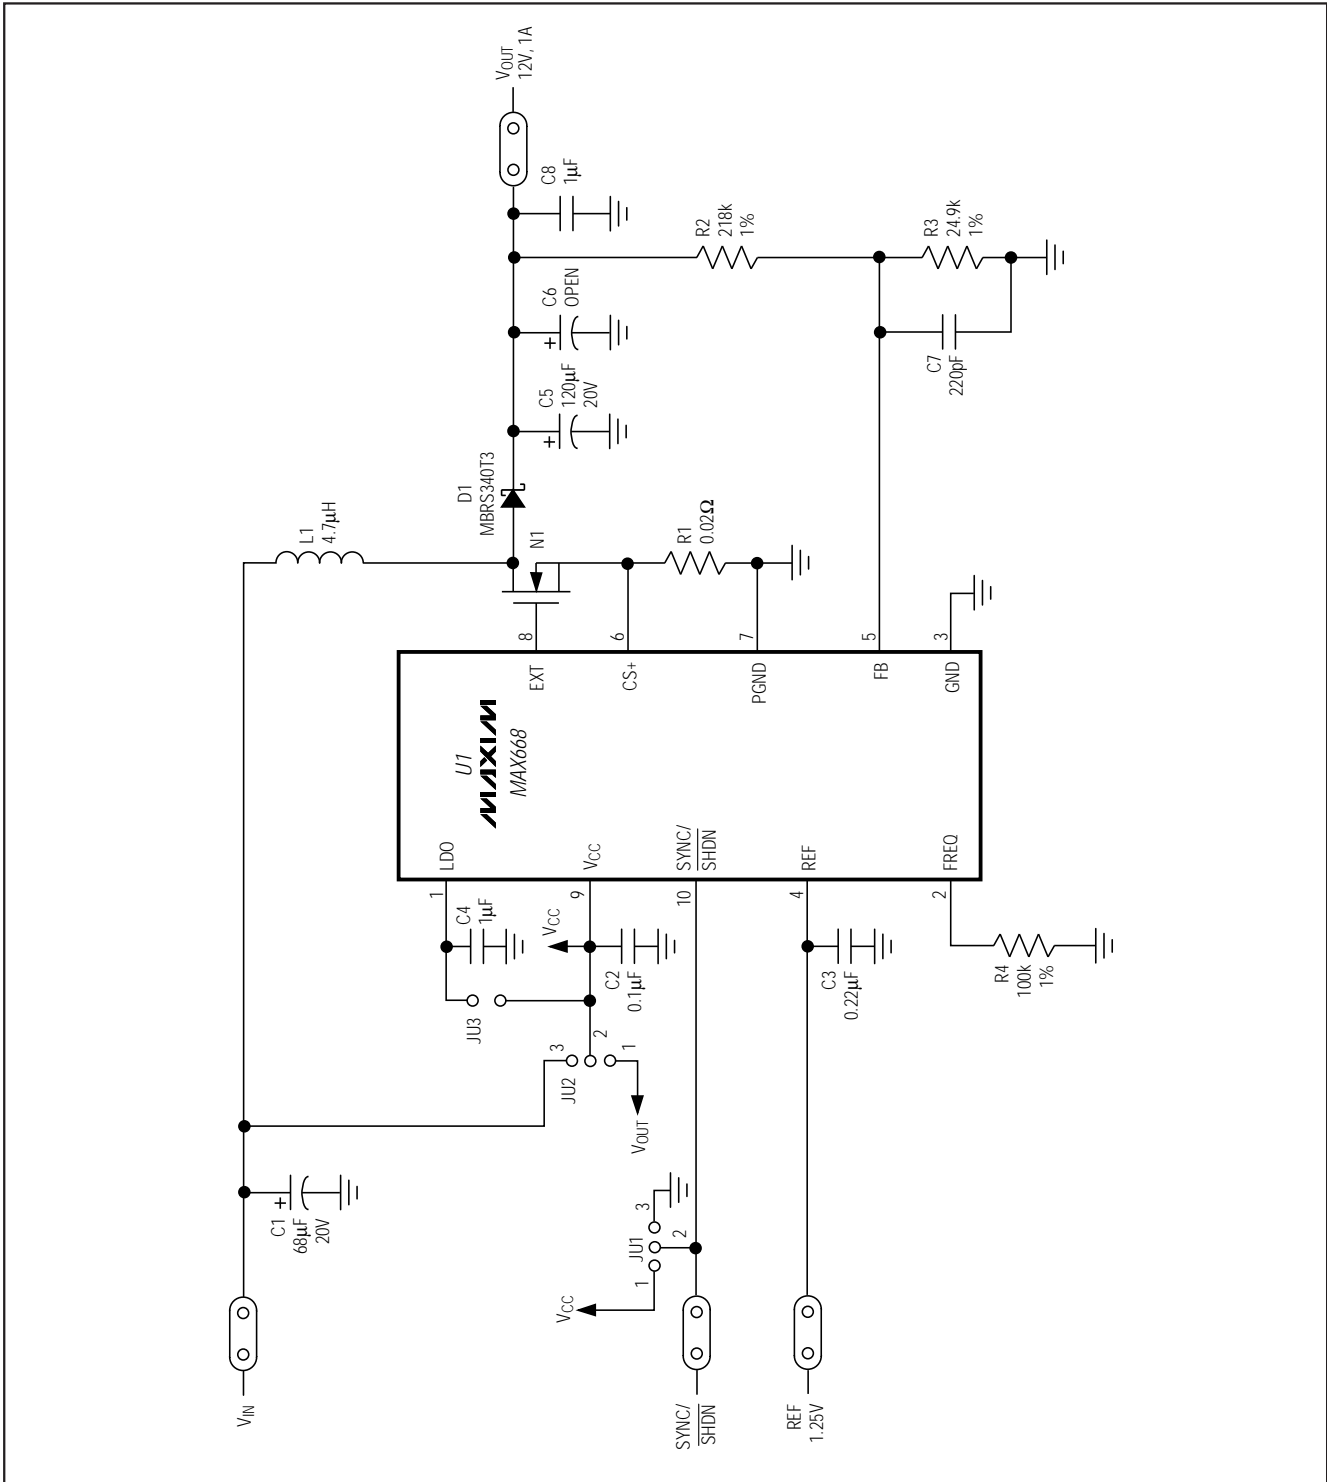 VIN
C1
68µF
20V
L1
4.7µH
D1
MBRS340T3
N1
+
C5
120µF
20V
+
C6
OPEN
C8
1µF
VOUT
12V, 1A
+
JU2
3
2
1
VOUT
JU3
C4
1µF
VCC
C2
0.1µF
1
LDO
9
VCC
10
SYNC/
SHDN
4
REF
2
FREQ
U1
MAXIM
MAX668
EXT
8
CS+
6
PGND
7
FB
5
GND
3
R1
0.02Ω
R2
218k
1%
R3
24.9k
1%
C7
220pF
VCC
JU1
1
2
3
SYNC/
SHDN
REF
1.25V
C3
0.22µF
R4
100k
1%